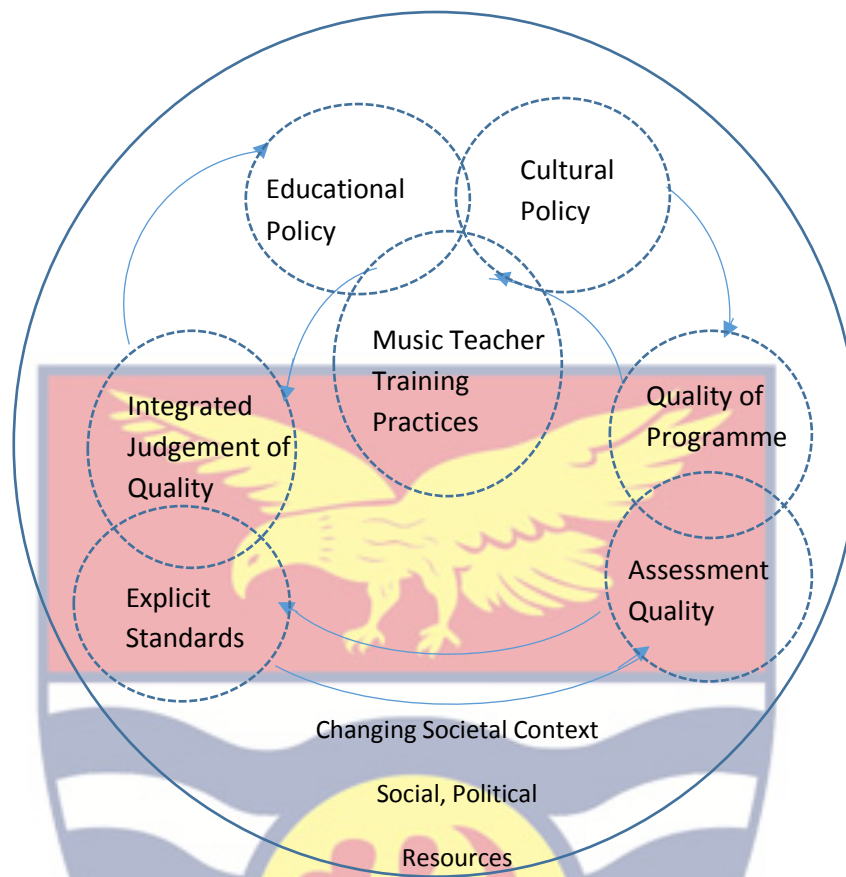 Educational
Policy
Cultural
Policy
Music Teacher
Training
Practices
Integrated
Judgement of
Quality
Quality of
Programme
Explicit
Standards
Assessment
Quality
Changing Societal Context
Social, Political
Resources